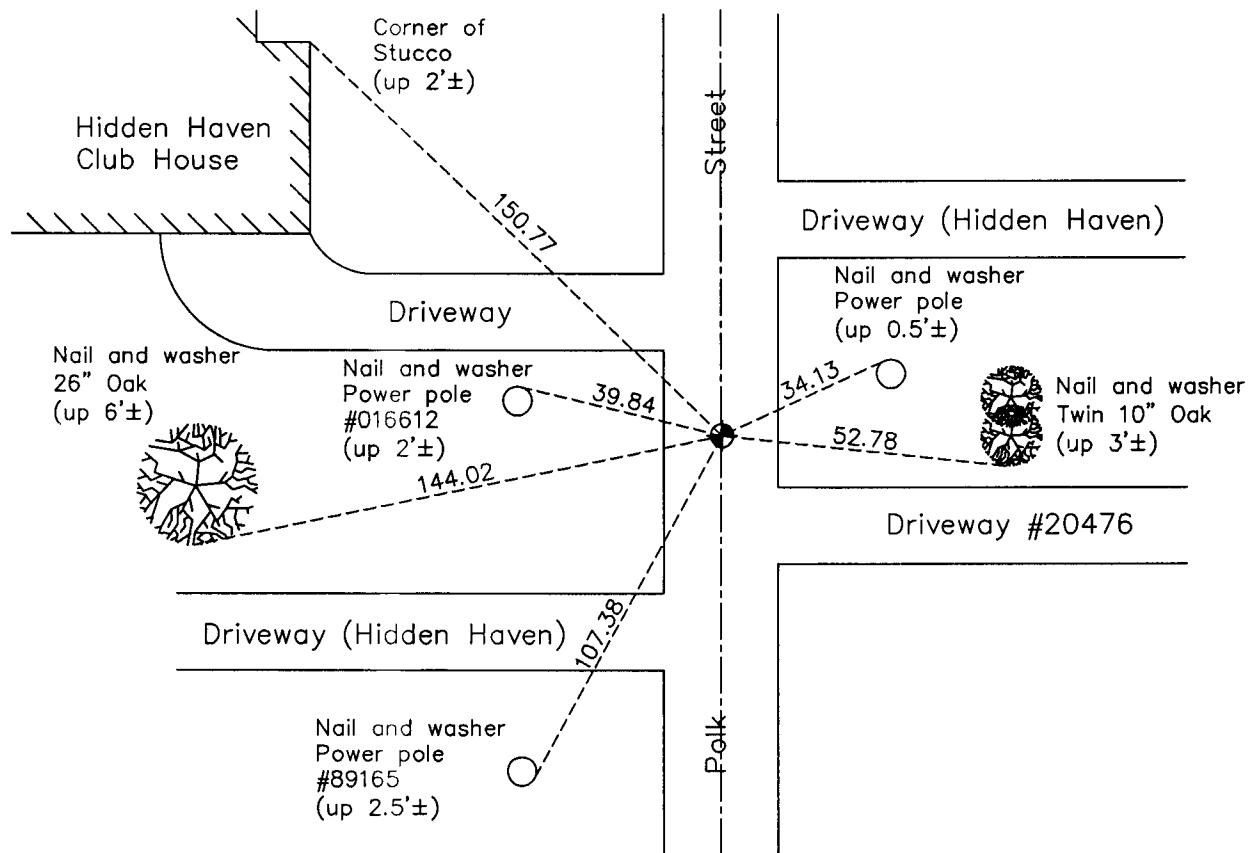 Corner of
Stucco
(up 2'±)
Hidden Haven
Club House
Street
150.77
Driveway (Hidden Haven)
Nail and washer
Power pole
(up 0.5'±)
Driveway
Nail and washer
26" Oak
(up 6'±)
Nail and washer
Power pole
#016612
(up 2'±)
39.84
34.13
Nail and washer
Twin 10" Oak
(up 3'±)
52.78
144.02
Driveway #20476
107.38
Driveway (Hidden Haven)
Polk
Nail and washer
Power pole
#89165
(up 2.5'±)